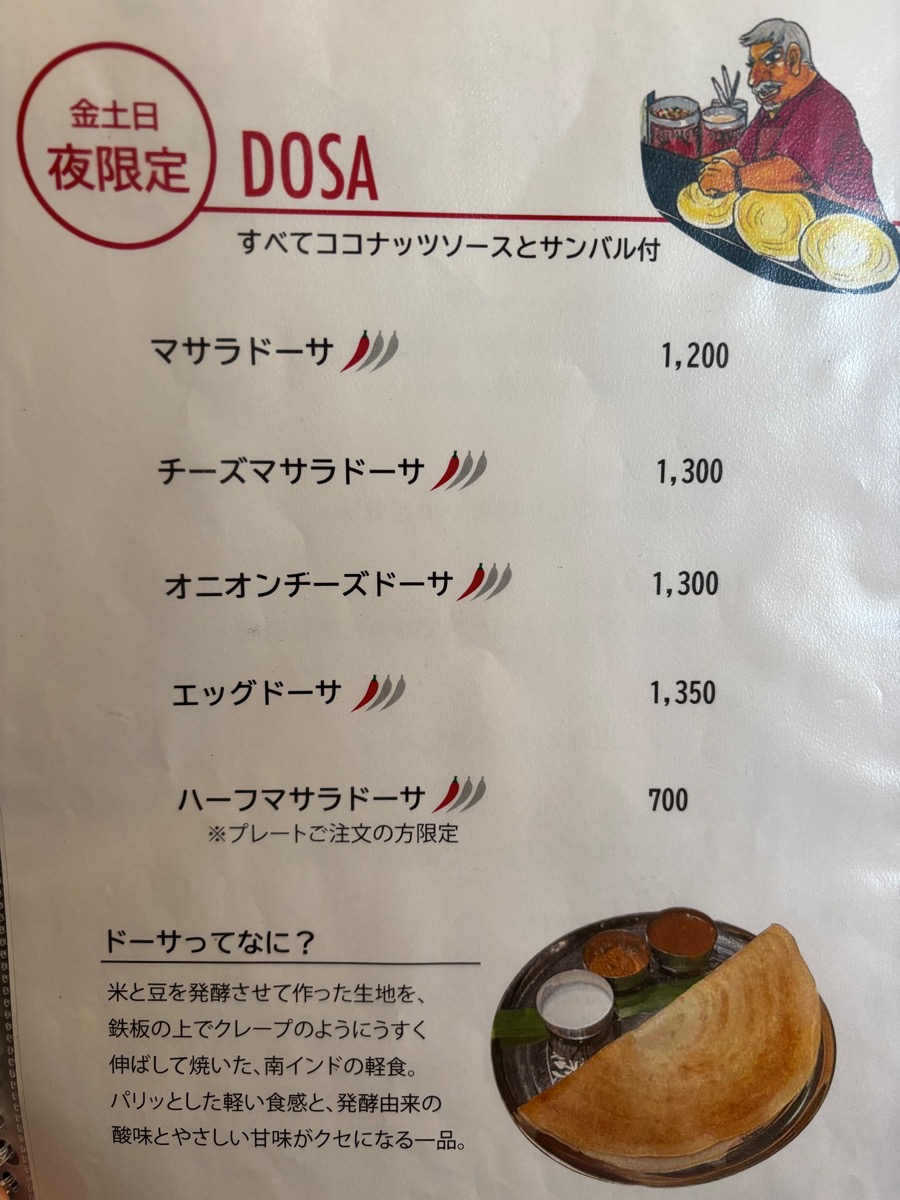 金土日
夜限定
DOSA
すべてココナッツソースとサンバル付
マサラドーサ 1,200
チーズマサラドーサ 1,300
オニオンチーズドーサ 1,300
エッグドーサ 1,350
ハーフマサラドーサ 700
※プレートご注文の方限定
ドーサってなに？
米と豆を発酵させて作った生地を、
鉄板の上でクレープのようにうすく
伸ばして焼いた、南インドの軽食。
パリッとした軽い食感と、発酵由来の
酸味とやさしい甘味がクセになる一品。